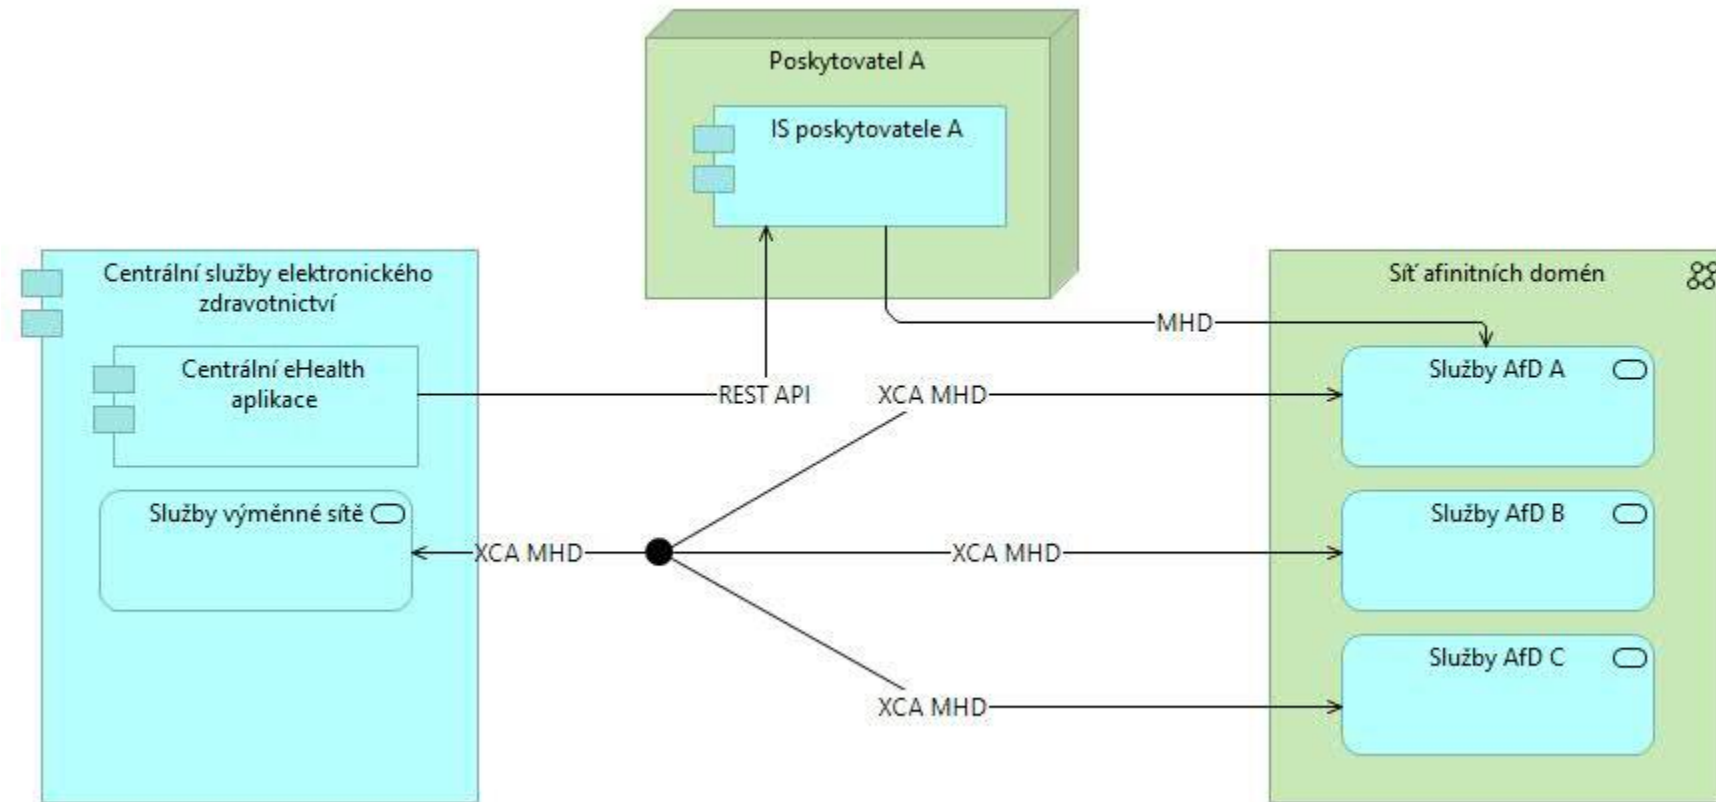 Poskytovatel A
IS poskytovatele A
Centrální služby elektronického
zdravotnictví
Centrální eHealth
aplikace
Služby výměnné sítě
Síť afinitních domén
Služby AfD A
Služby AfD B
Služby AfD C
MHD
REST API
XCA MHD
XCA MHD
XCA MHD
XCA MHD